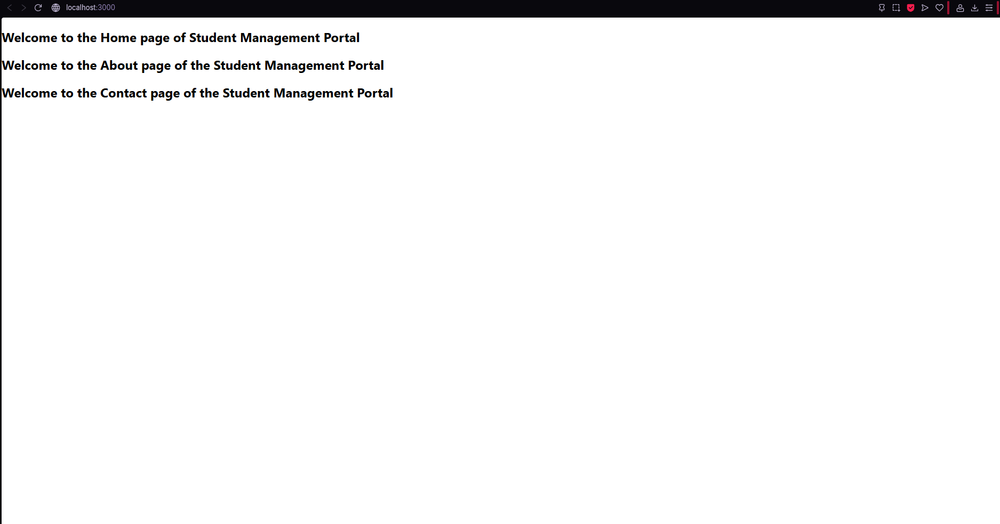 localhost:3000
Welcome to the Home page of Student Management Portal
Welcome to the About page of the Student Management Portal
Welcome to the Contact page of the Student Management Portal